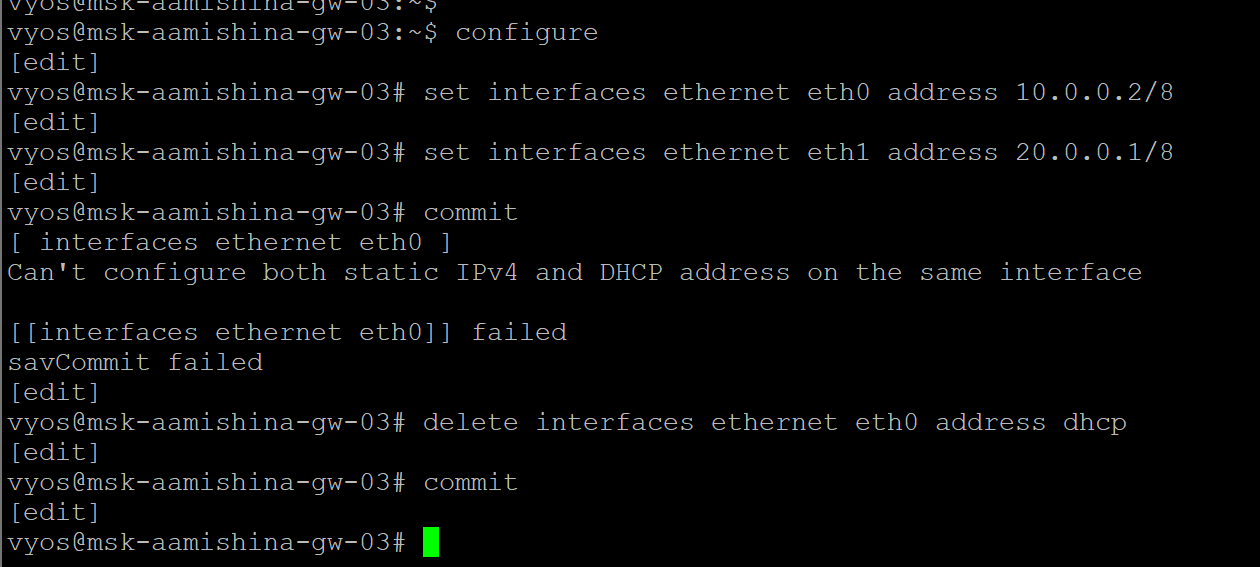 vyos@msk-aamishina-gw-03:~$
vyos@msk-aamishina-gw-03:~$ configure
[edit]
vyos@msk-aamishina-gw-03# set interfaces ethernet eth0 address 10.0.0.2/8
[edit]
vyos@msk-aamishina-gw-03# set interfaces ethernet eth1 address 20.0.0.1/8
[edit]
vyos@msk-aamishina-gw-03# commit
[ interfaces ethernet eth0 ]
Can't configure both static IPv4 and DHCP address on the same interface
[[interfaces ethernet eth0]] failed
savCommit failed
[edit]
vyos@msk-aamishina-gw-03# delete interfaces ethernet eth0 address dhcp
[edit]
vyos@msk-aamishina-gw-03# commit
[edit]
vyos@msk-aamishina-gw-03#